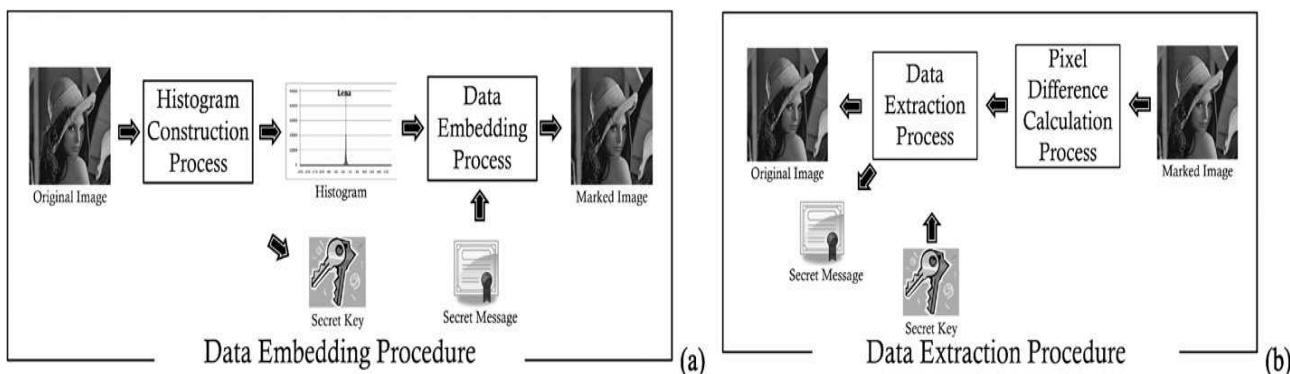 Histogram
Construction
Process
Original Image
Lena
Histogram
Data
Embedding
Process
Marked Image
Secret Key
Secret Message
Data Embedding Procedure
(a)
Original Image
Data
Extraction
Process
Pixel
Difference
Calculation
Process
Marked Image
Secret Message
Secret Key
Data Extraction Procedure
(b)